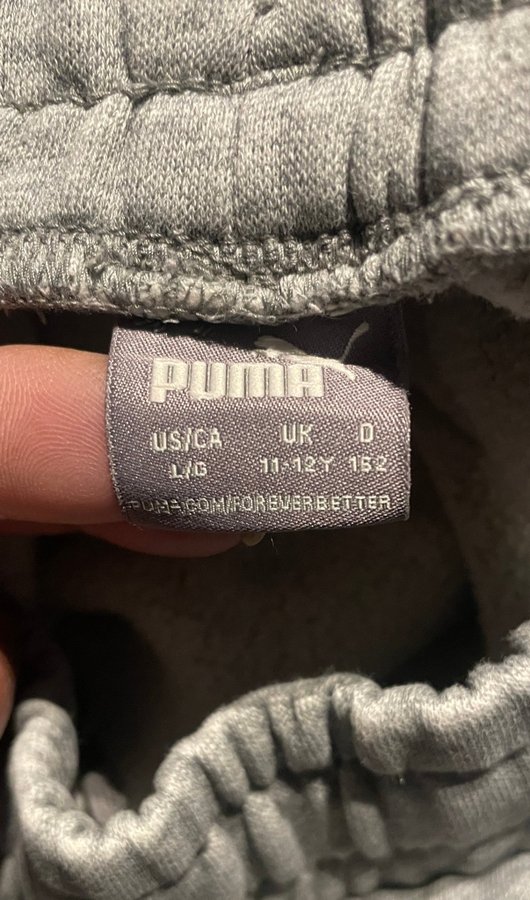 PUMA
US/CA UK D
L/G 11-12Y 152
PUMA.COM/FOREVERBETTER